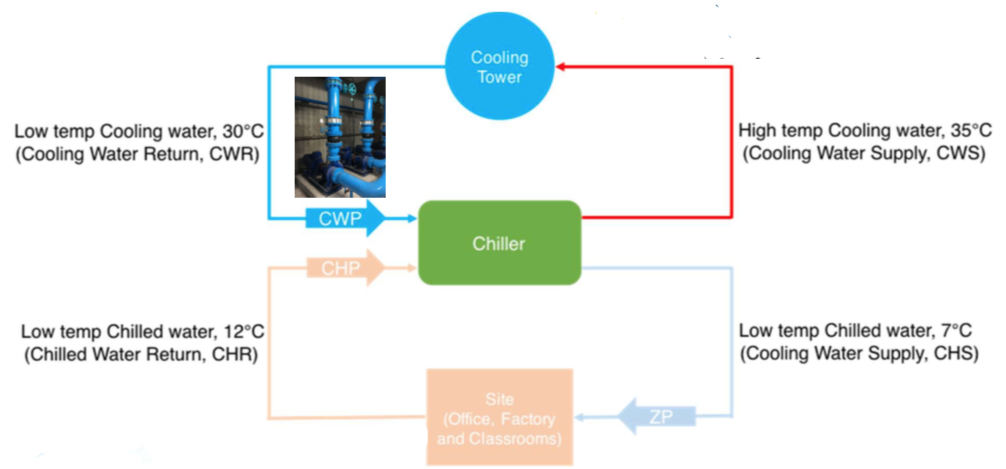 Cooling
Tower
Low temp Cooling water, 30°C
(Cooling Water Return, CWR)
High temp Cooling water, 35°C
(Cooling Water Supply, CWS)
CWP
Chiller
CHP
Low temp Chilled water, 12°C
(Chilled Water Return, CHR)
Low temp Chilled water, 7°C
(Cooling Water Supply, CHS)
Site
(Office, Factory
and Classrooms)
ZP